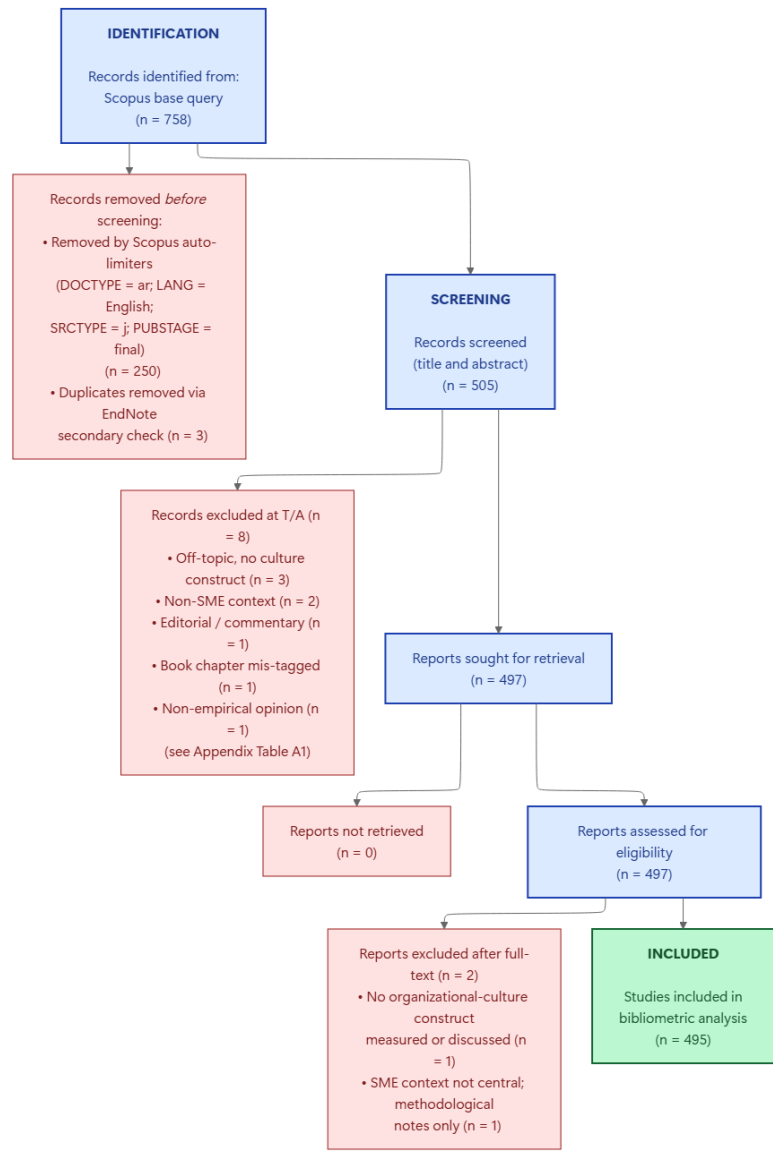 IDENTIFICATION
Records identified from:
Scopus base query
(n = 758)
Records removed before
screening:
• Removed by Scopus auto-
limiters
(DOCTYPE = ar; LANG =
English;
SRCTYPE = j; PUBSTAGE =
final)
(n = 250)
• Duplicates removed via
EndNote
secondary check (n = 3)
SCREENING
Records screened
(title and abstract)
(n = 505)
Records excluded at T/A (n
= 8)
• Off-topic, no culture
construct (n = 3)
• Non-SME context (n = 2)
• Editorial / commentary (n
= 1)
• Book chapter mis-tagged
(n = 1)
• Non-empirical opinion (n
= 1)
(see Appendix Table A1)
Reports sought for retrieval
(n = 497)
Reports not retrieved
(n = 0)
Reports assessed for
eligibility
(n = 497)
Reports excluded after full-
text (n = 2)
• No organizational-culture
construct
measured or discussed (n
= 1)
• SME context not central;
methodological
notes only (n = 1)
INCLUDED
Studies included in
bibliometric analysis
(n = 495)